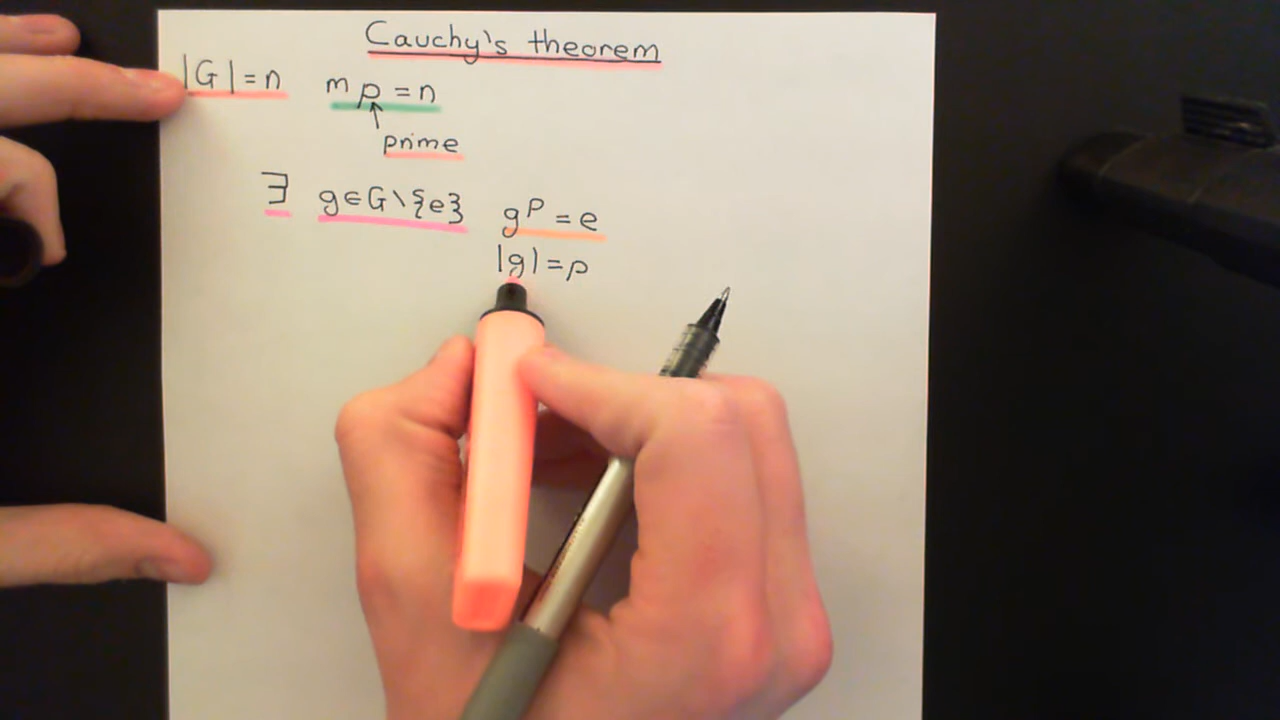 Cauchy's theorem
|G|=n mp=n
↑
prime
∃ g∈G\{e} g^p=e
|g|=p